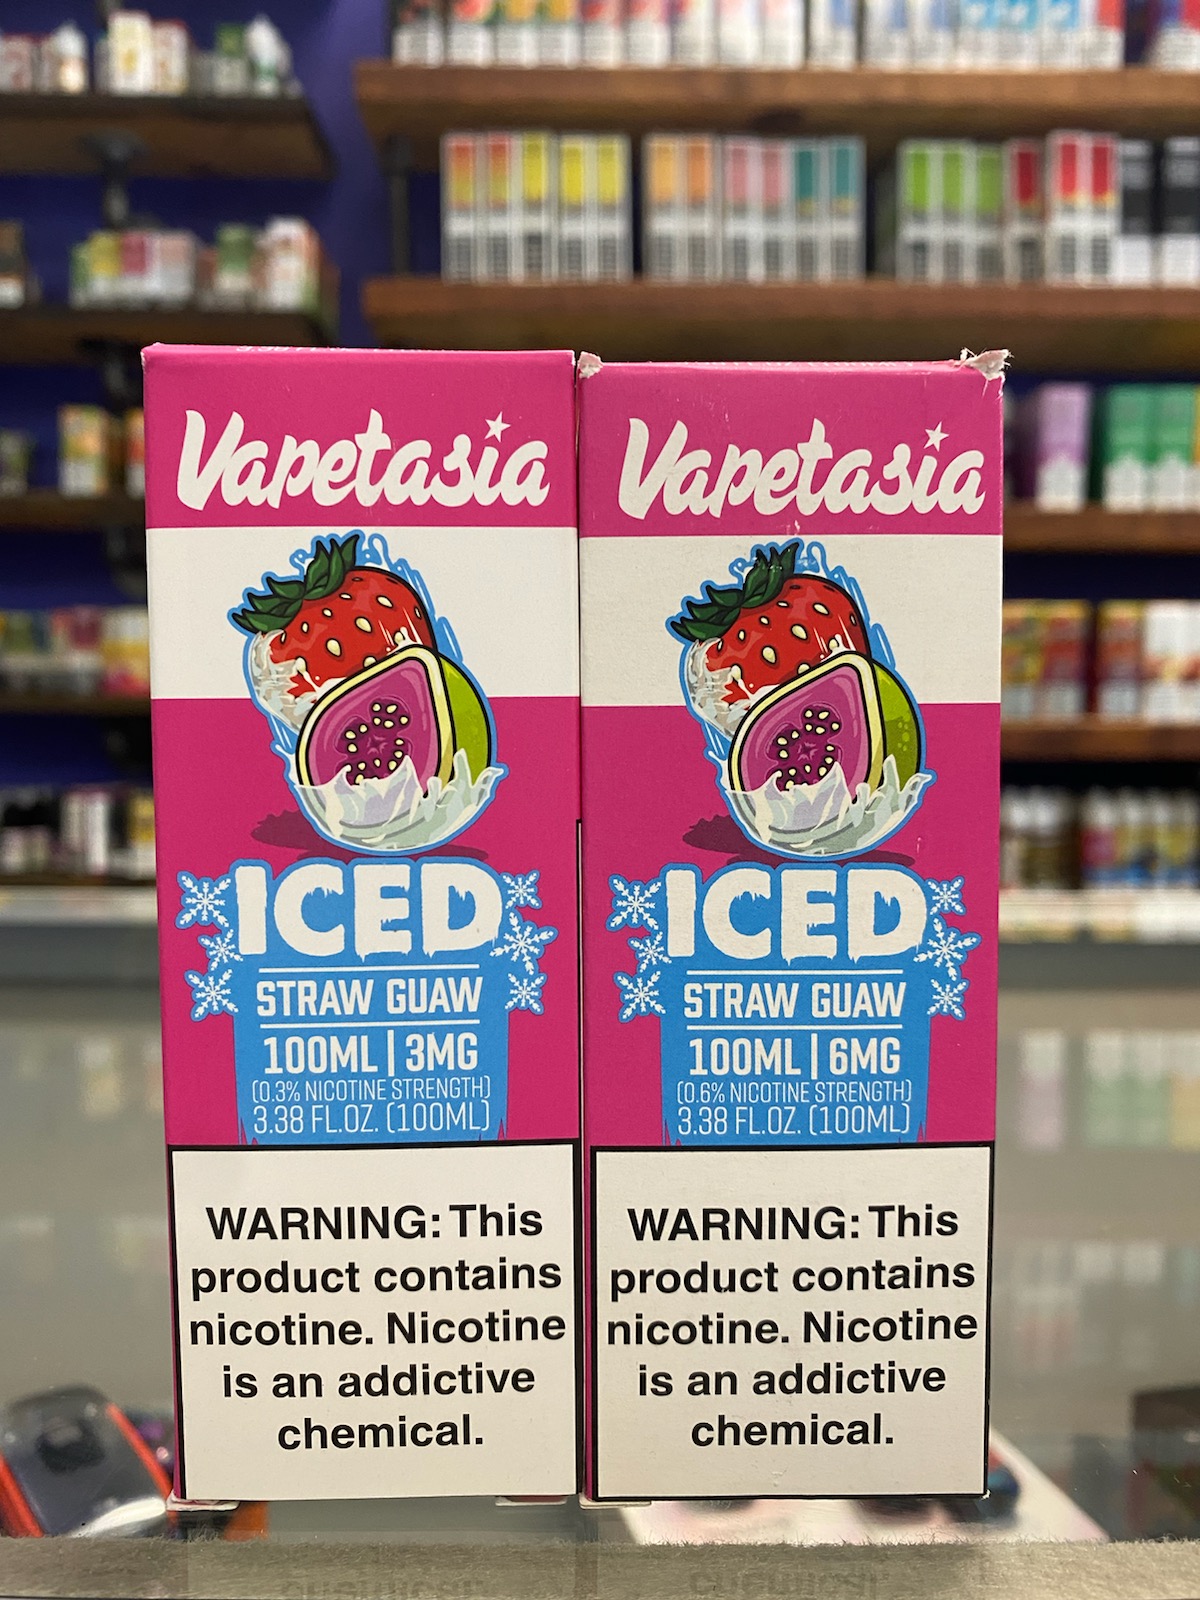 Vapetasia
ICED
STRAW GUAW
100ML | 3MG
(0.3% NICOTINE STRENGTH)
3.38 FL.OZ. (100ML)
WARNING: This
product contains
nicotine. Nicotine
is an addictive
chemical.
Vapetasia
ICED
STRAW GUAW
100ML | 6MG
(0.6% NICOTINE STRENGTH)
3.38 FL.OZ. (100ML)
WARNING: This
product contains
nicotine. Nicotine
is an addictive
chemical.